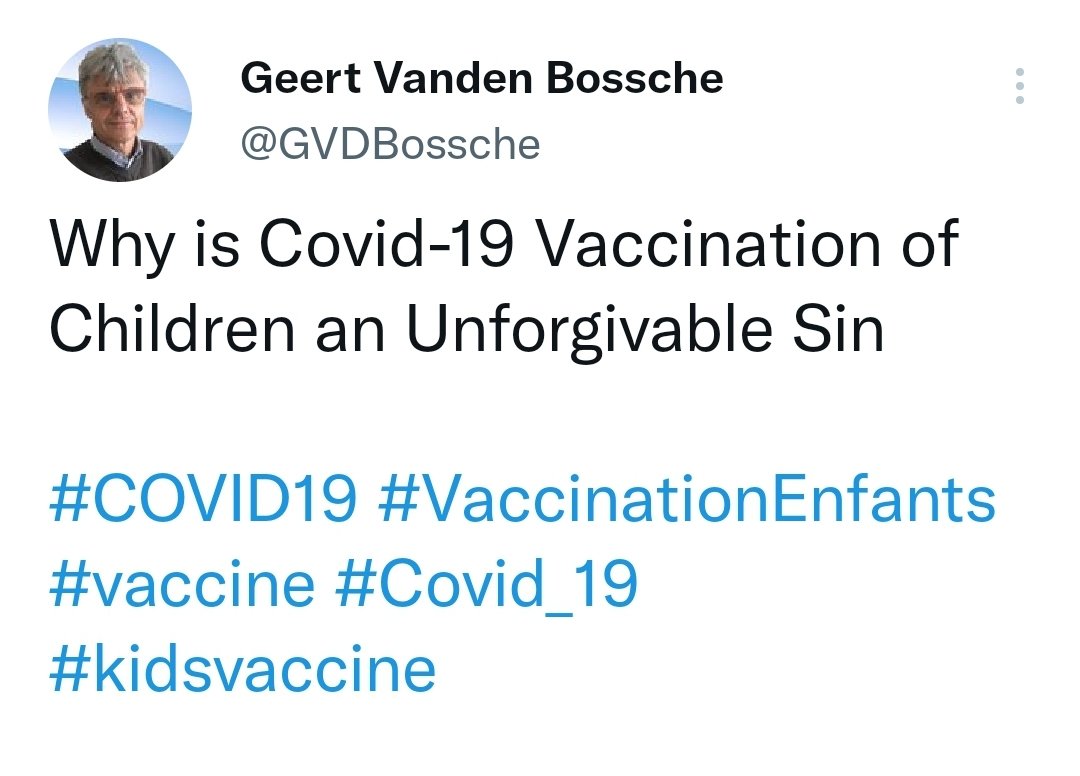 Geert Vanden Bossche
@GVDBossche
Why is Covid-19 Vaccination of
Children an Unforgivable Sin
#COVID19 #VaccinationEnfants
#vaccine #Covid_19
#kidsvaccine